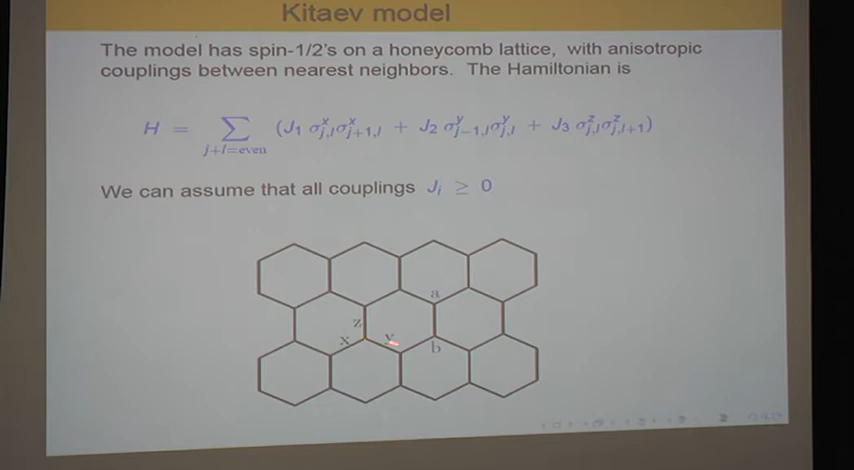 Kitaev model
The model has spin-1/2's on a honeycomb lattice, with anisotropic
couplings between nearest neighbors. The Hamiltonian is
H = ∑ (J₁ σˣⱼ,ₗσˣⱼ₊₁,ₗ + J₂ σʸⱼ₋₁,ₗσʸⱼ,ₗ + J₃ σᶻⱼ,ₗσᶻⱼ,ₗ₊₁)
j+l=even
We can assume that all couplings Jᵢ ≥ 0
a
z
x y b